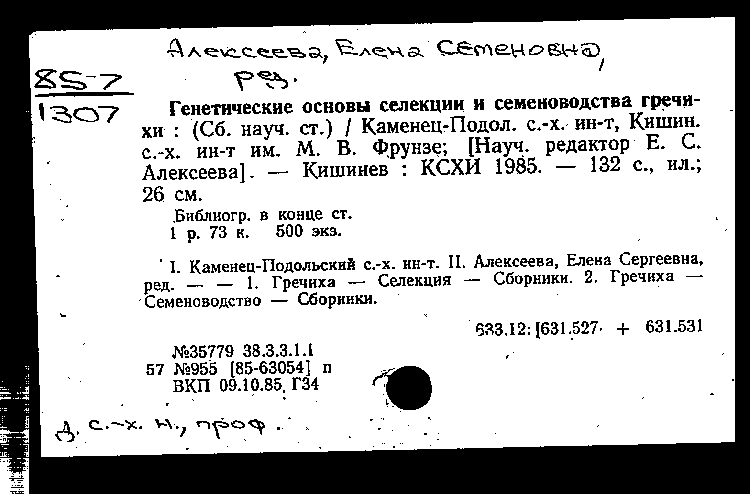 Алексеева, Елена Семеновна,
ред.
85-7
1307
Генетические основы селекции и семеноводства гречи-
хи : (Сб. науч. ст.) / Каменец-Подол. с.-х. ин-т, Кишин.
с.-х. ин-т им. М. В. Фрунзе; [Науч. редактор Е. С.
Алексеева]. — Кишинев : КСХИ 1985. — 132 с., ил.;
26 см.
Библиогр. в конце ст.
1 р. 73 к. 500 экз.
I. Каменец-Подольский с.-х. ин-т. II. Алексеева, Елена Сергеевна,
ред. — — 1. Гречиха — Селекция — Сборники. 2. Гречиха —
Семеноводство — Сборники.
633.12: [631.527 + 631.531
№35779 38.3.3.1.1
57 №955 [85-63054] п
ВКП 09.10.85. Г34
д. с.-х. н., проф.